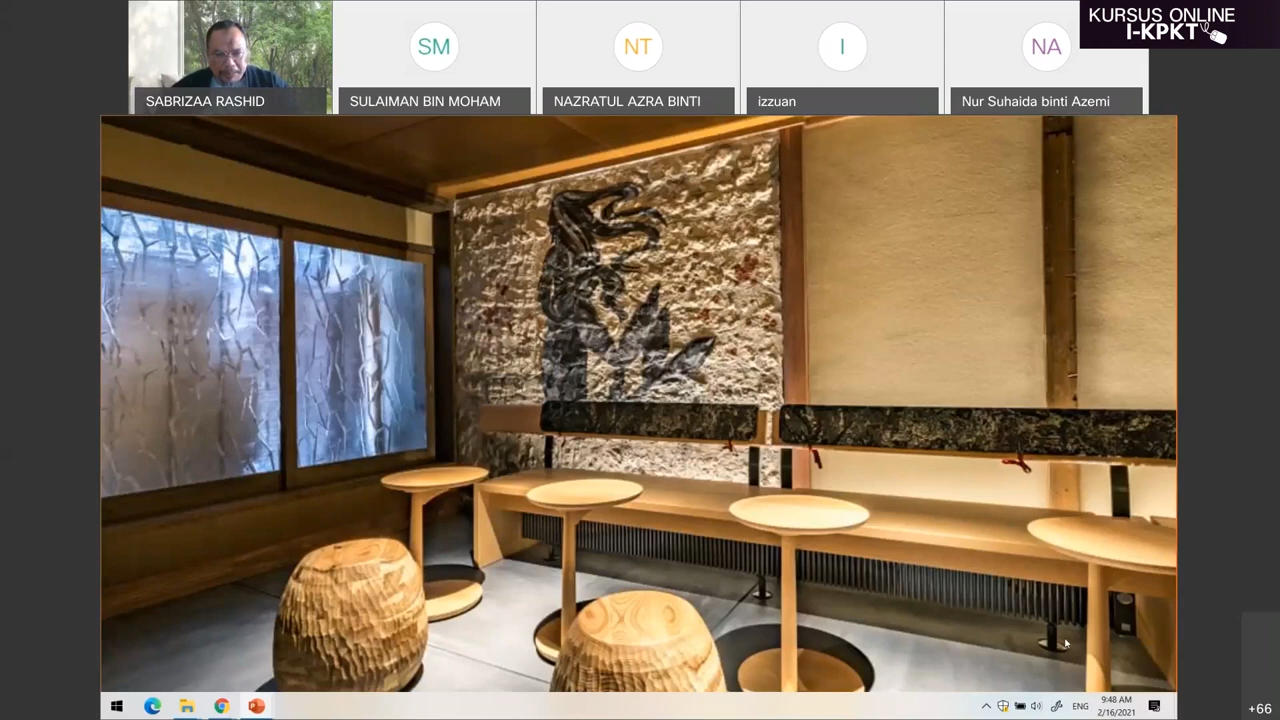 KURSUS ONLINE
I-KPKT
SM
NT
I
NA
SABRIZAA RASHID
SULAIMAN BIN MOHAM
NAZRATUL AZRA BINTI
izzuan
Nur Suhaida binti Azemi
ENG
9:48 AM
2/16/2021
+66